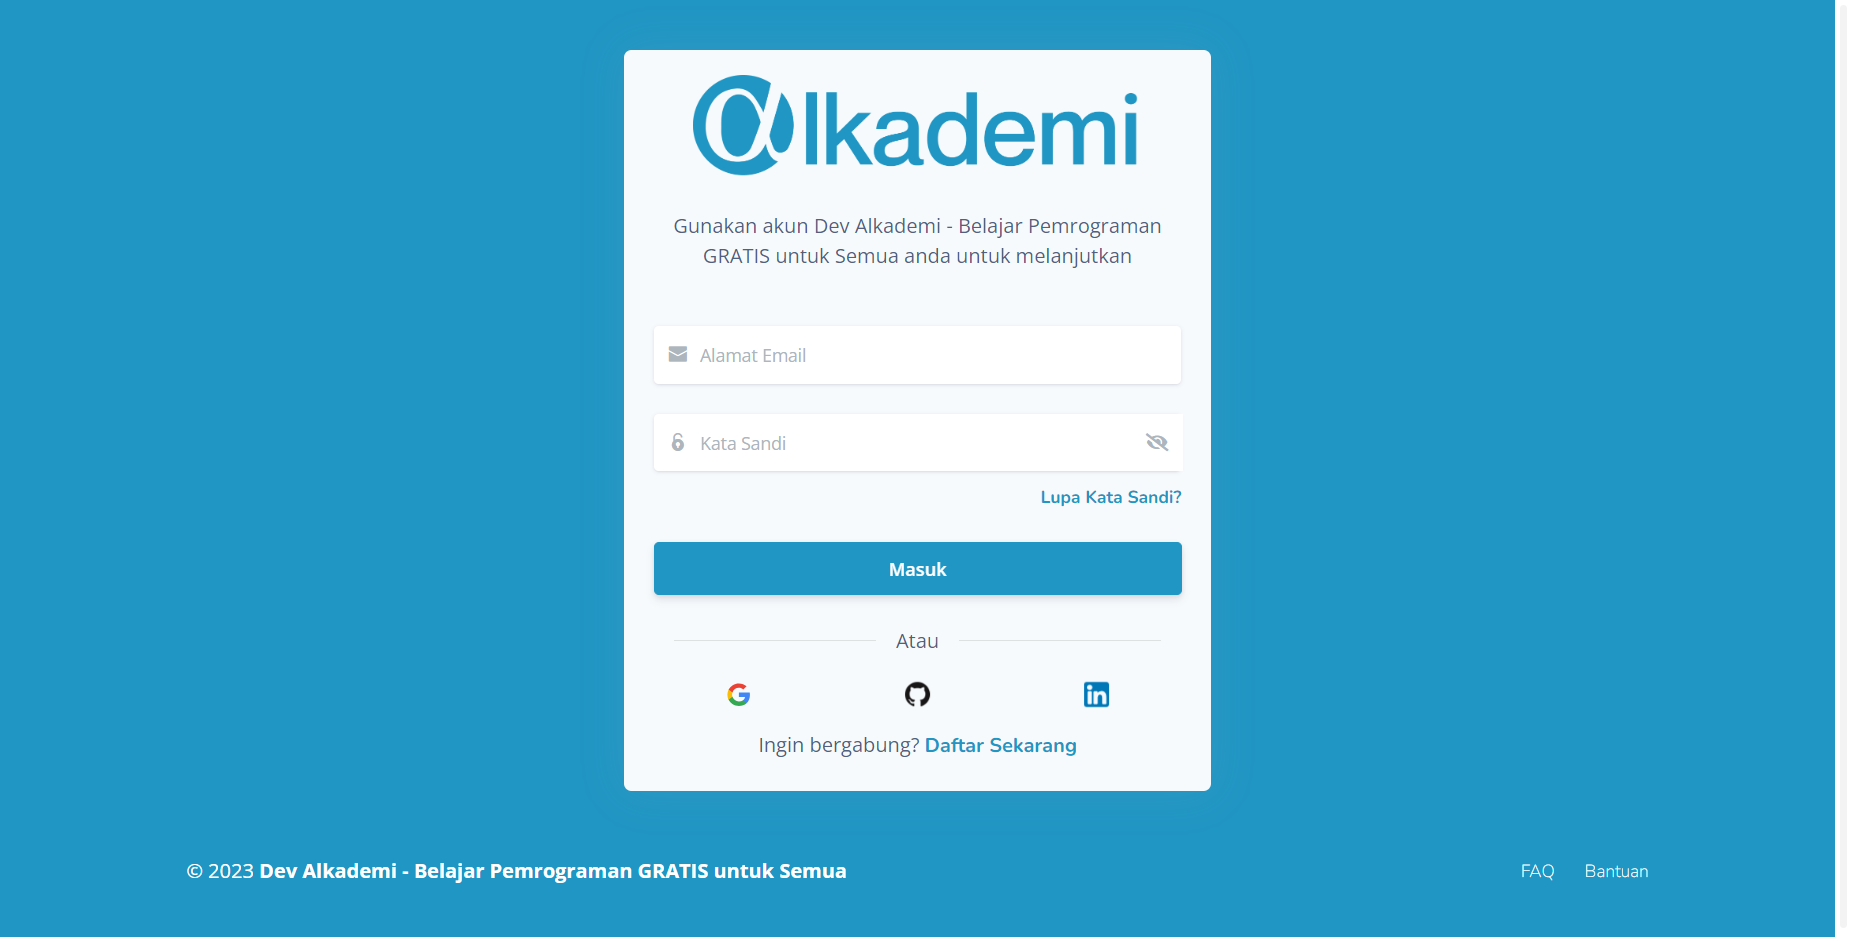 αlkademi
Gunakan akun Dev Alkademi - Belajar Pemrograman
GRATIS untuk Semua anda untuk melanjutkan
Alamat Email
Kata Sandi
Lupa Kata Sandi?
Masuk
Atau
in
Ingin bergabung? Daftar Sekarang
© 2023 Dev Alkademi - Belajar Pemrograman GRATIS untuk Semua
FAQ
Bantuan